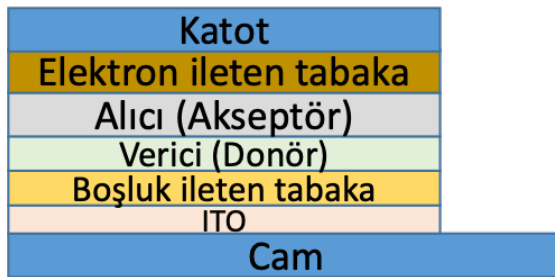 Katot
Elektron ileten tabaka
Alıcı (Akseptör)
Verici (Donör)
Boşluk ileten tabaka
ITO
Cam